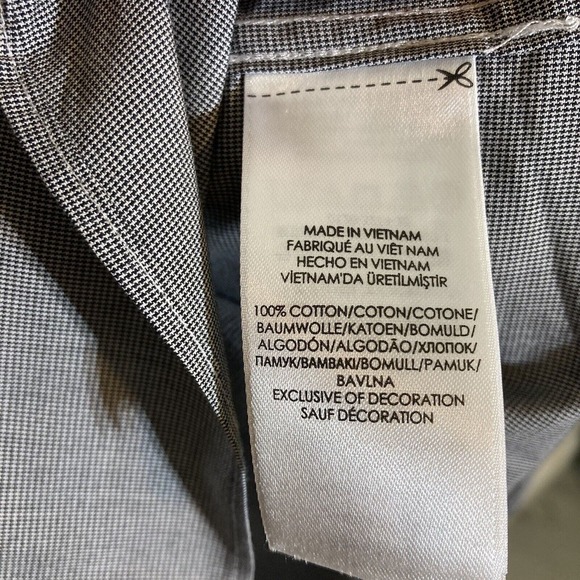 MADE IN VIETNAM
FABRIQUÉ AU VIÊT NAM
HECHO EN VIETNAM
VİETNAM'DA ÜRETİLMİŞTİR
100% COTTON/COTON/COTONE/
BAUMWOLLE/KATOEN/BOMULD/
ALGODÓN/ALGODÃO/ХЛОПОК/
ПАМУК/ΒΑΜΒΑΚΙ/BOMULL/PAMUK/
BAVLNA
EXCLUSIVE OF DECORATION
SAUF DÉCORATION